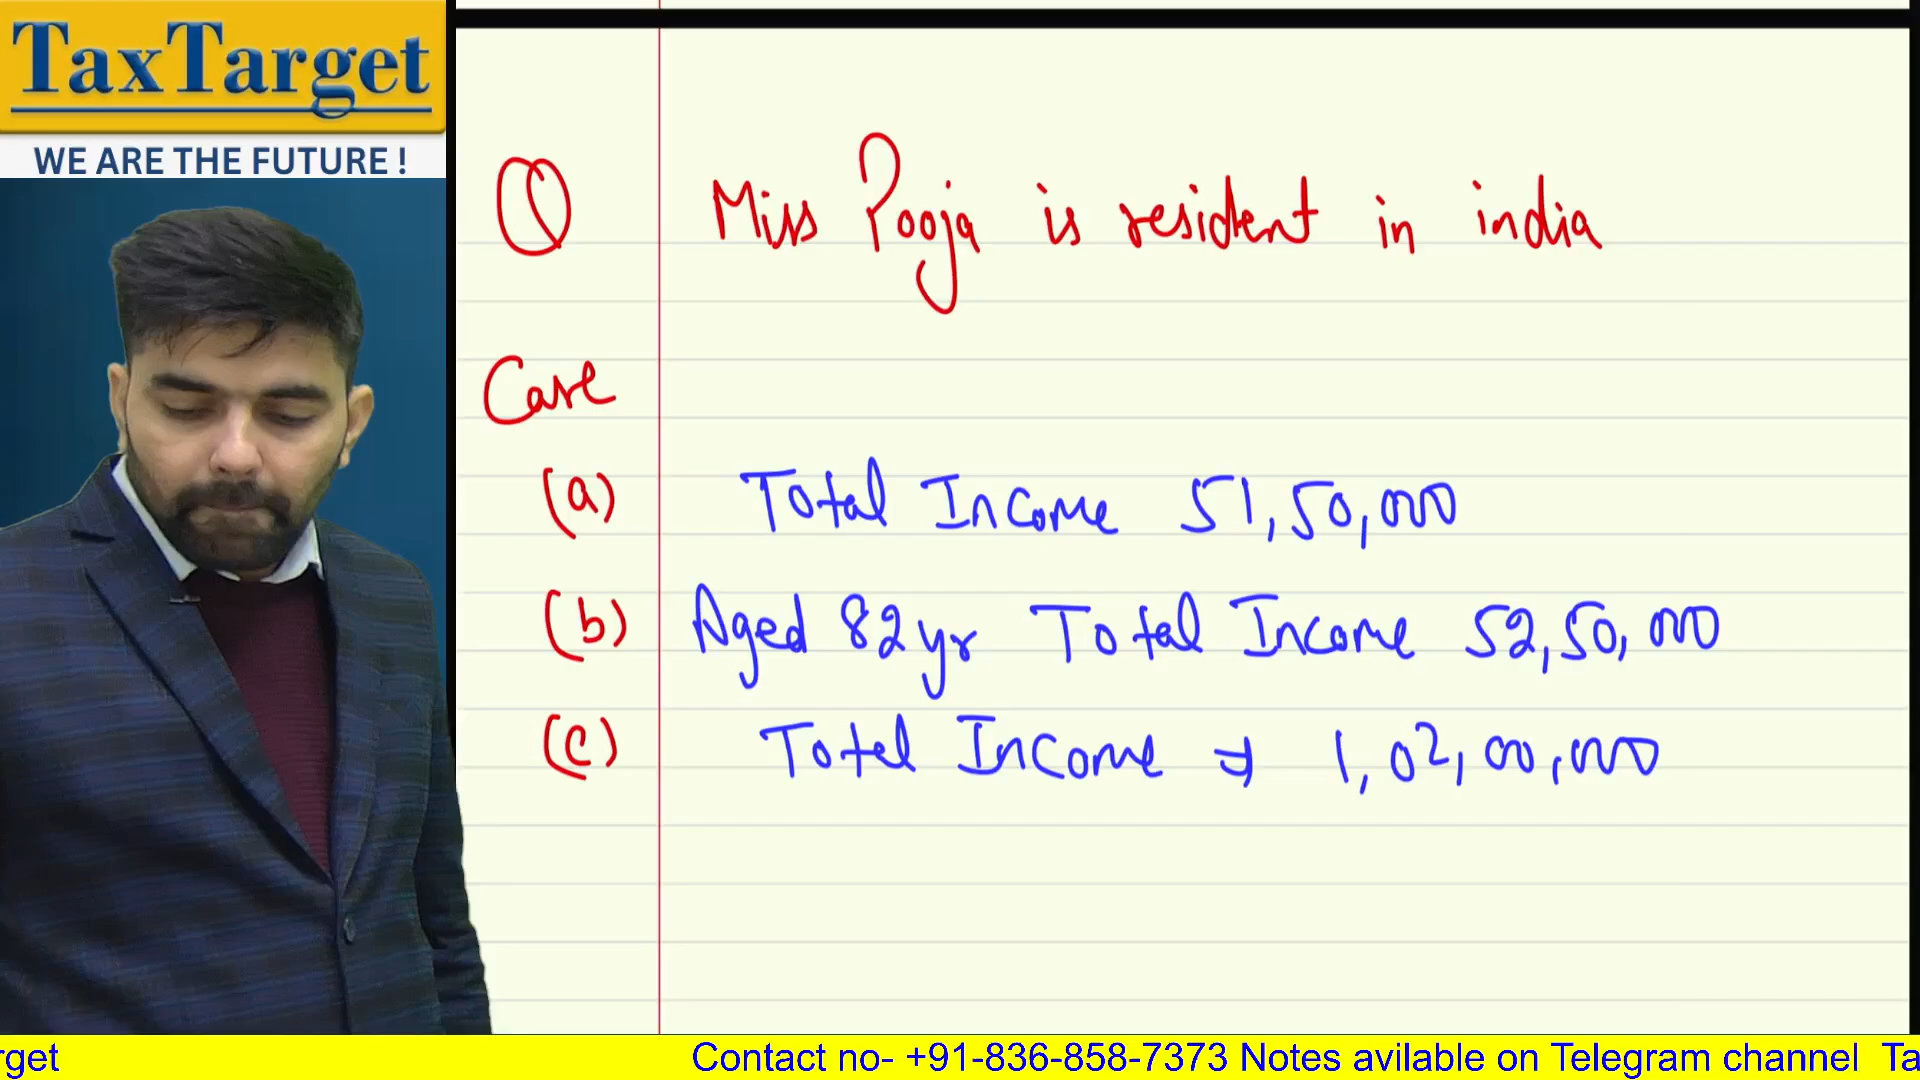 TaxTarget
WE ARE THE FUTURE !
Q Miss Pooja is resident in india
Case
(a) Total Income 51,50,000
(b) Aged 82 yr Total Income 52,50,000
(c) Total Income ⇒ 1,02,00,000
rget Contact no- +91-836-858-7373 Notes avilable on Telegram channel Ta